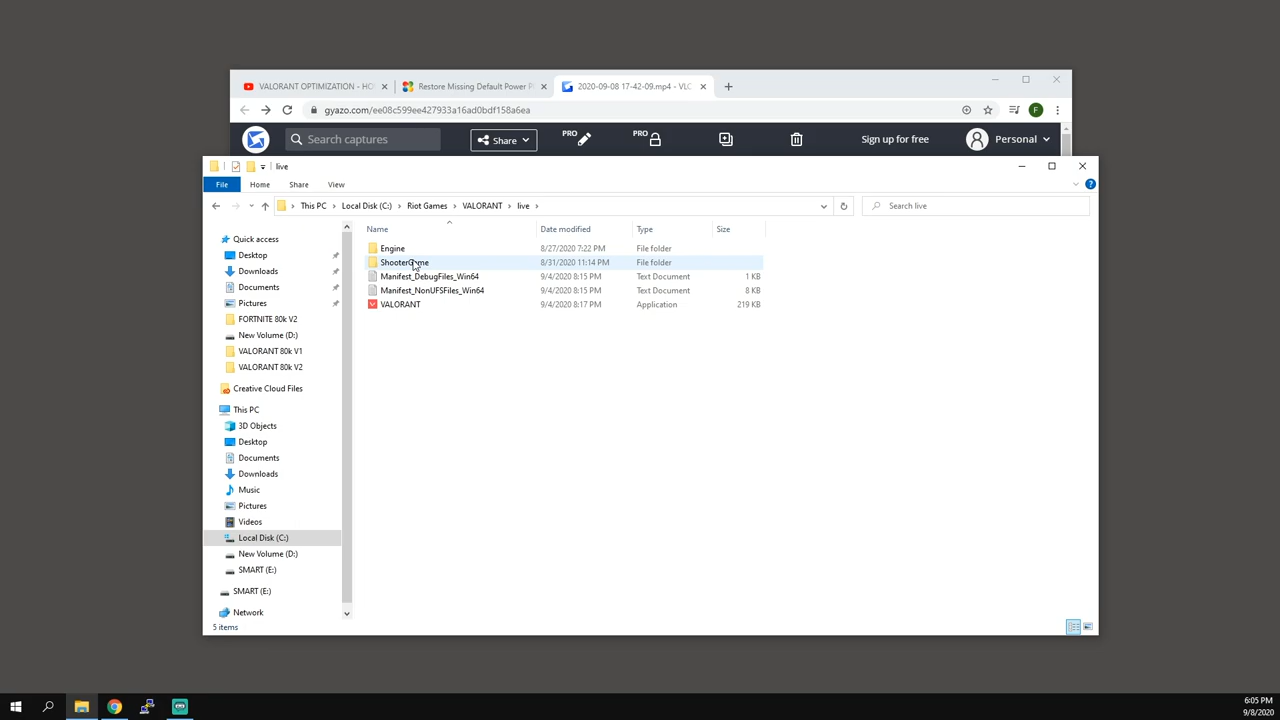 VALORANT OPTIMIZATION - HO
Restore Missing Default Power P
2020-09-08 17-42-09.mp4 - VLC
gyazo.com/ee08c599ee427933a16ad0bdf158a6ea
F
Search captures
Share
PRO
PRO
Sign up for free
Personal
live
File
Home
Share
View
This PC
Local Disk (C:)
Riot Games
VALORANT
live
Search live
Name
Date modified
Type
Size
Quick access
Desktop
Downloads
Documents
Pictures
FORTNITE 80k V2
New Volume (D:)
VALORANT 80k V1
VALORANT 80k V2
Creative Cloud Files
This PC
3D Objects
Desktop
Documents
Downloads
Music
Pictures
Videos
Local Disk (C:)
New Volume (D:)
SMART (E:)
SMART (E:)
Network
Engine 8/27/2020 7:22 PM File folder
ShooterGame 8/31/2020 11:14 PM File folder
Manifest_DebugFiles_Win64 9/4/2020 8:15 PM Text Document 1 KB
Manifest_NonUFSFiles_Win64 9/4/2020 8:15 PM Text Document 8 KB
VALORANT 9/4/2020 8:17 PM Application 219 KB
5 items
6:05 PM
9/8/2020